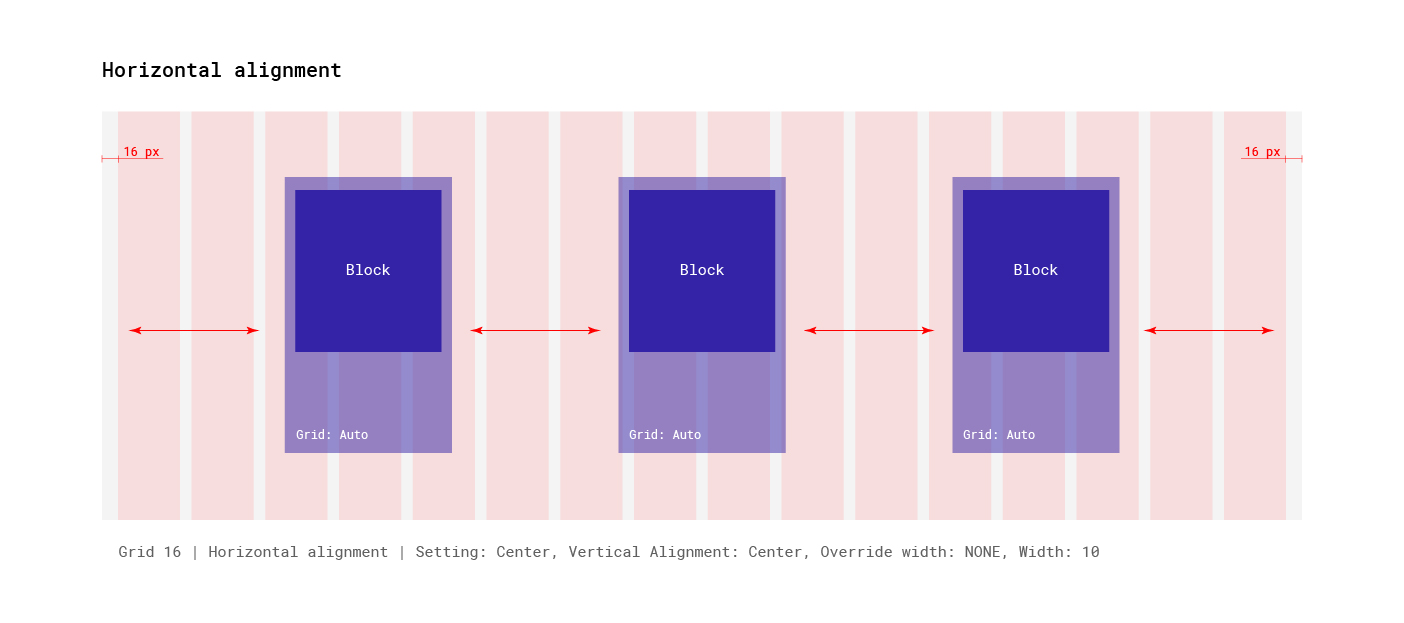 Horizontal alignment
16 px
16 px
Block
Block
Block
Grid: Auto
Grid: Auto
Grid: Auto
Grid 16 | Horizontal alignment | Setting: Center, Vertical Alignment: Center, Override width: NONE, Width: 10